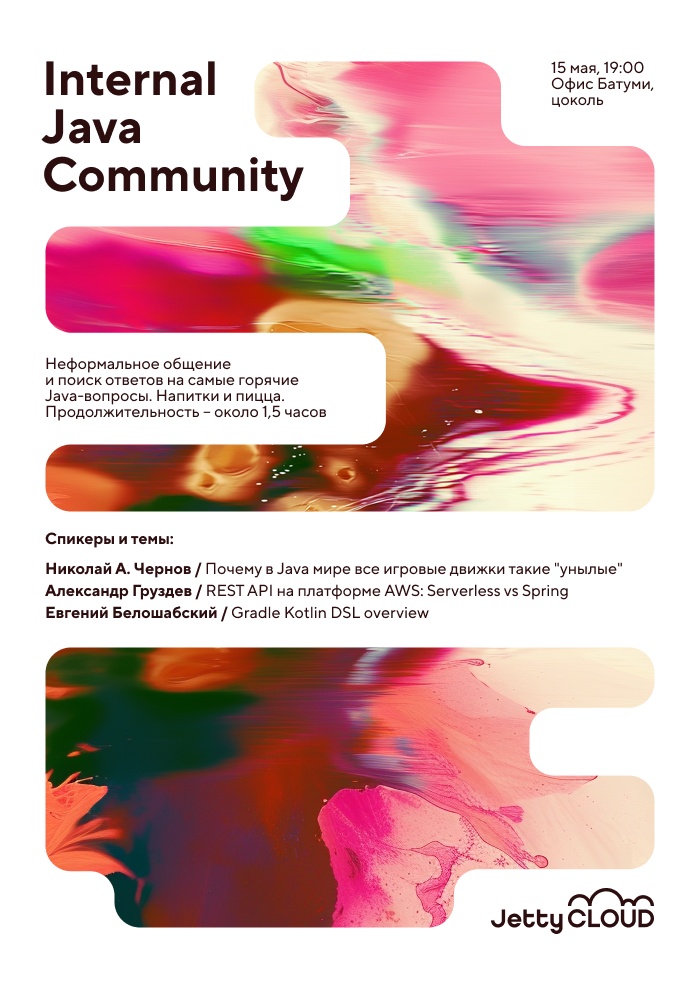 Internal
Java
Community
15 мая, 19:00
Офис Батуми,
цоколь
Неформальное общение
и поиск ответов на самые горячие
Java-вопросы. Напитки и пицца.
Продолжительность – около 1,5 часов
Спикеры и темы:
Николай А. Чернов / Почему в Java мире все игровые движки такие "унылые"
Александр Груздев / REST API на платформе AWS: Serverless vs Spring
Евгений Белошабский / Gradle Kotlin DSL overview
Jetty CLOUD